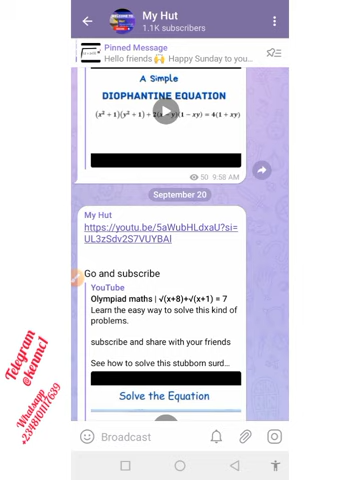 My Hut
1.1K subscribers
Pinned Message
Hello friends 🙌 Happy Sunday to you…
A Simple
DIOPHANTINE EQUATION
(x² + 1)(y² + 1) + 2(x − y)(1 − xy) = 4(1 + xy)
50 9:58 AM
September 20
My Hut
https://youtu.be/5aWubHLdxaU?si=
UL3zSdv2S7VUYBAI
Go and subscribe
YouTube
Olympiad maths | √(x+8)+√(x+1) = 7
Learn the easy way to solve this kind of
problems.
subscribe and share with your friends
See how to solve this stubborn surd…
Solve the Equation
Broadcast
Telegram
@kenmc1
Whatsapp